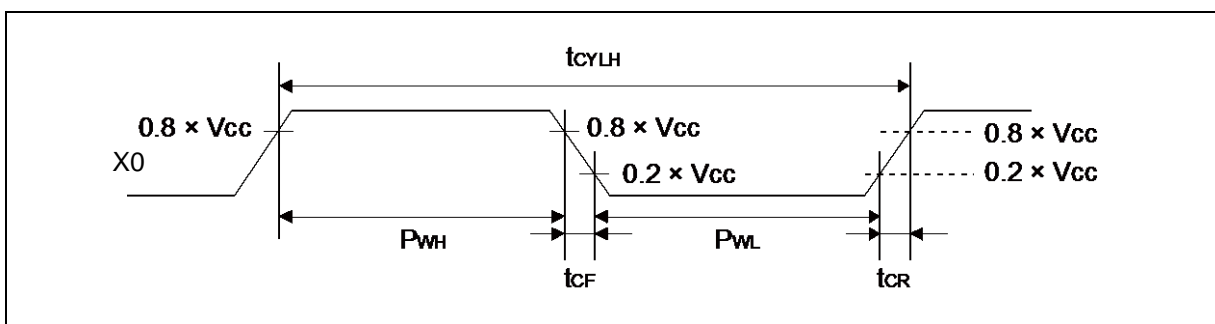 tCYLH
0.8 × VCC
0.8 × VCC
0.8 × VCC
X0
0.2 × VCC
0.2 × VCC
PWH
PWL
tCF
tCR